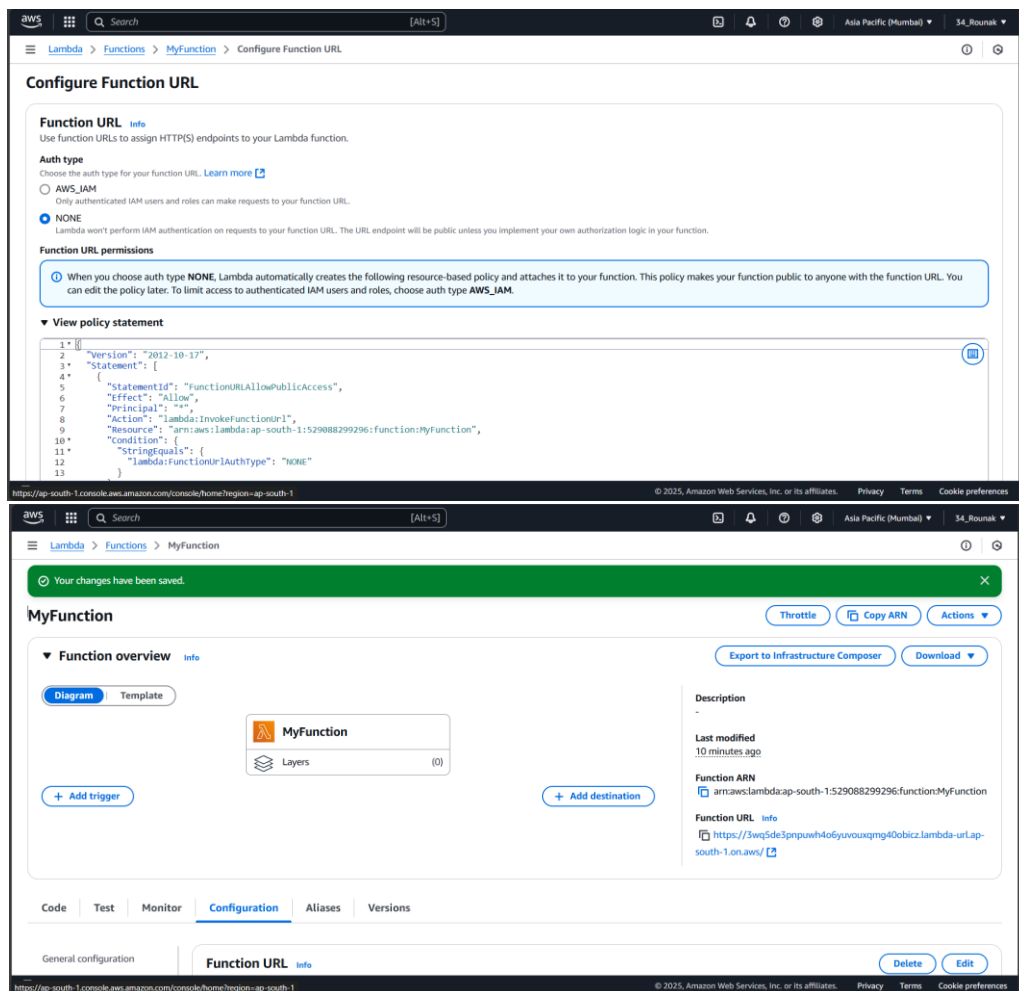 aws
Search [Alt+S]
Asia Pacific (Mumbai) ▼ 34_Rounak ▼
Lambda > Functions > MyFunction > Configure Function URL
Configure Function URL
Function URL Info
Use function URLs to assign HTTP(S) endpoints to your Lambda function.
Auth type
Choose the auth type for your function URL. Learn more
AWS_IAM
Only authenticated IAM users and roles can make requests to your function URL.
NONE
Lambda won't perform IAM authentication on requests to your function URL. The URL endpoint will be public unless you implement your own authorization logic in your function.
Function URL permissions
When you choose auth type NONE, Lambda automatically creates the following resource-based policy and attaches it to your function. This policy makes your function public to anyone with the function URL. You
can edit the policy later. To limit access to authenticated IAM users and roles, choose auth type AWS_IAM.
▼ View policy statement
1 {
2 "Version": "2012-10-17",
3 "Statement": [
4 {
5 "StatementId": "FunctionURLAllowPublicAccess",
6 "Effect": "Allow",
7 "Principal": "*",
8 "Action": "lambda:InvokeFunctionUrl",
9 "Resource": "arn:aws:lambda:ap-south-1:529088299296:function:MyFunction",
10 "Condition": {
11 "StringEquals": {
12 "lambda:FunctionUrlAuthType": "NONE"
13 }
https://ap-south-1.console.aws.amazon.com/console/home?region=ap-south-1 © 2025, Amazon Web Services, Inc. or its affiliates. Privacy Terms Cookie preferences
aws
Search [Alt+S]
Asia Pacific (Mumbai) ▼ 34_Rounak ▼
Lambda > Functions > MyFunction
Your changes have been saved.
MyFunction
Throttle Copy ARN Actions ▼
▼ Function overview Info
Export to Infrastructure Composer Download ▼
Diagram Template
MyFunction
Layers (0)
+ Add trigger
+ Add destination
Description
-
Last modified
10 minutes ago
Function ARN
arn:aws:lambda:ap-south-1:529088299296:function:MyFunction
Function URL Info
https://3wq5de3pnpuwh4o6yuvouxqmg40obicz.lambda-url.ap-
south-1.on.aws/
Code Test Monitor Configuration Aliases Versions
General configuration
Function URL Info
Delete Edit
https://ap-south-1.console.aws.amazon.com/console/home?region=ap-south-1 © 2025, Amazon Web Services, Inc. or its affiliates. Privacy Terms Cookie preferences